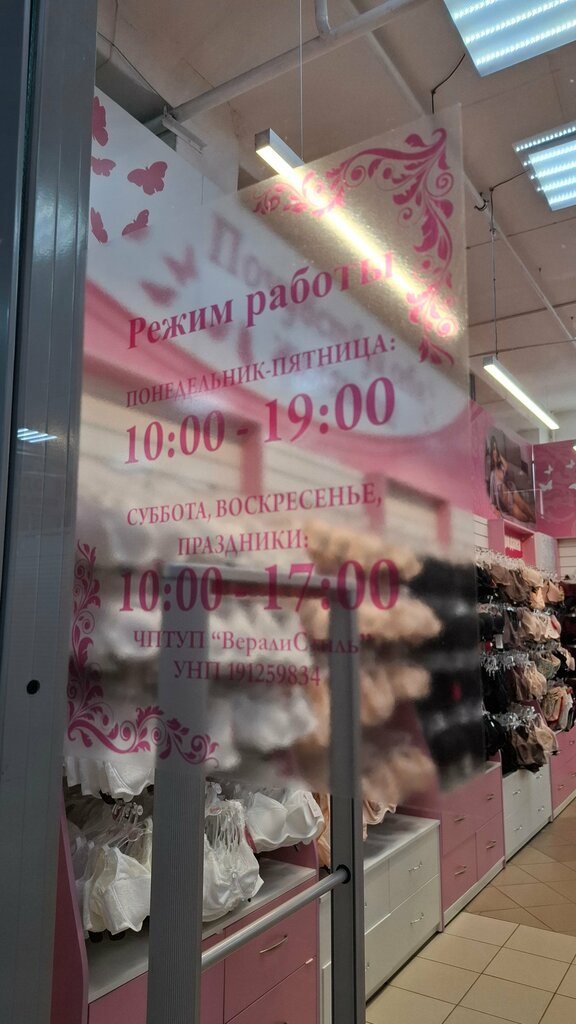 Режим работы
ПОНЕДЕЛЬНИК-ПЯТНИЦА:
10:00 - 19:00
СУББОТА, ВОСКРЕСЕНЬЕ,
ПРАЗДНИКИ:
10:00 - 17:00
ЧПТУП "ВералиСтиль"
УНП 191259834